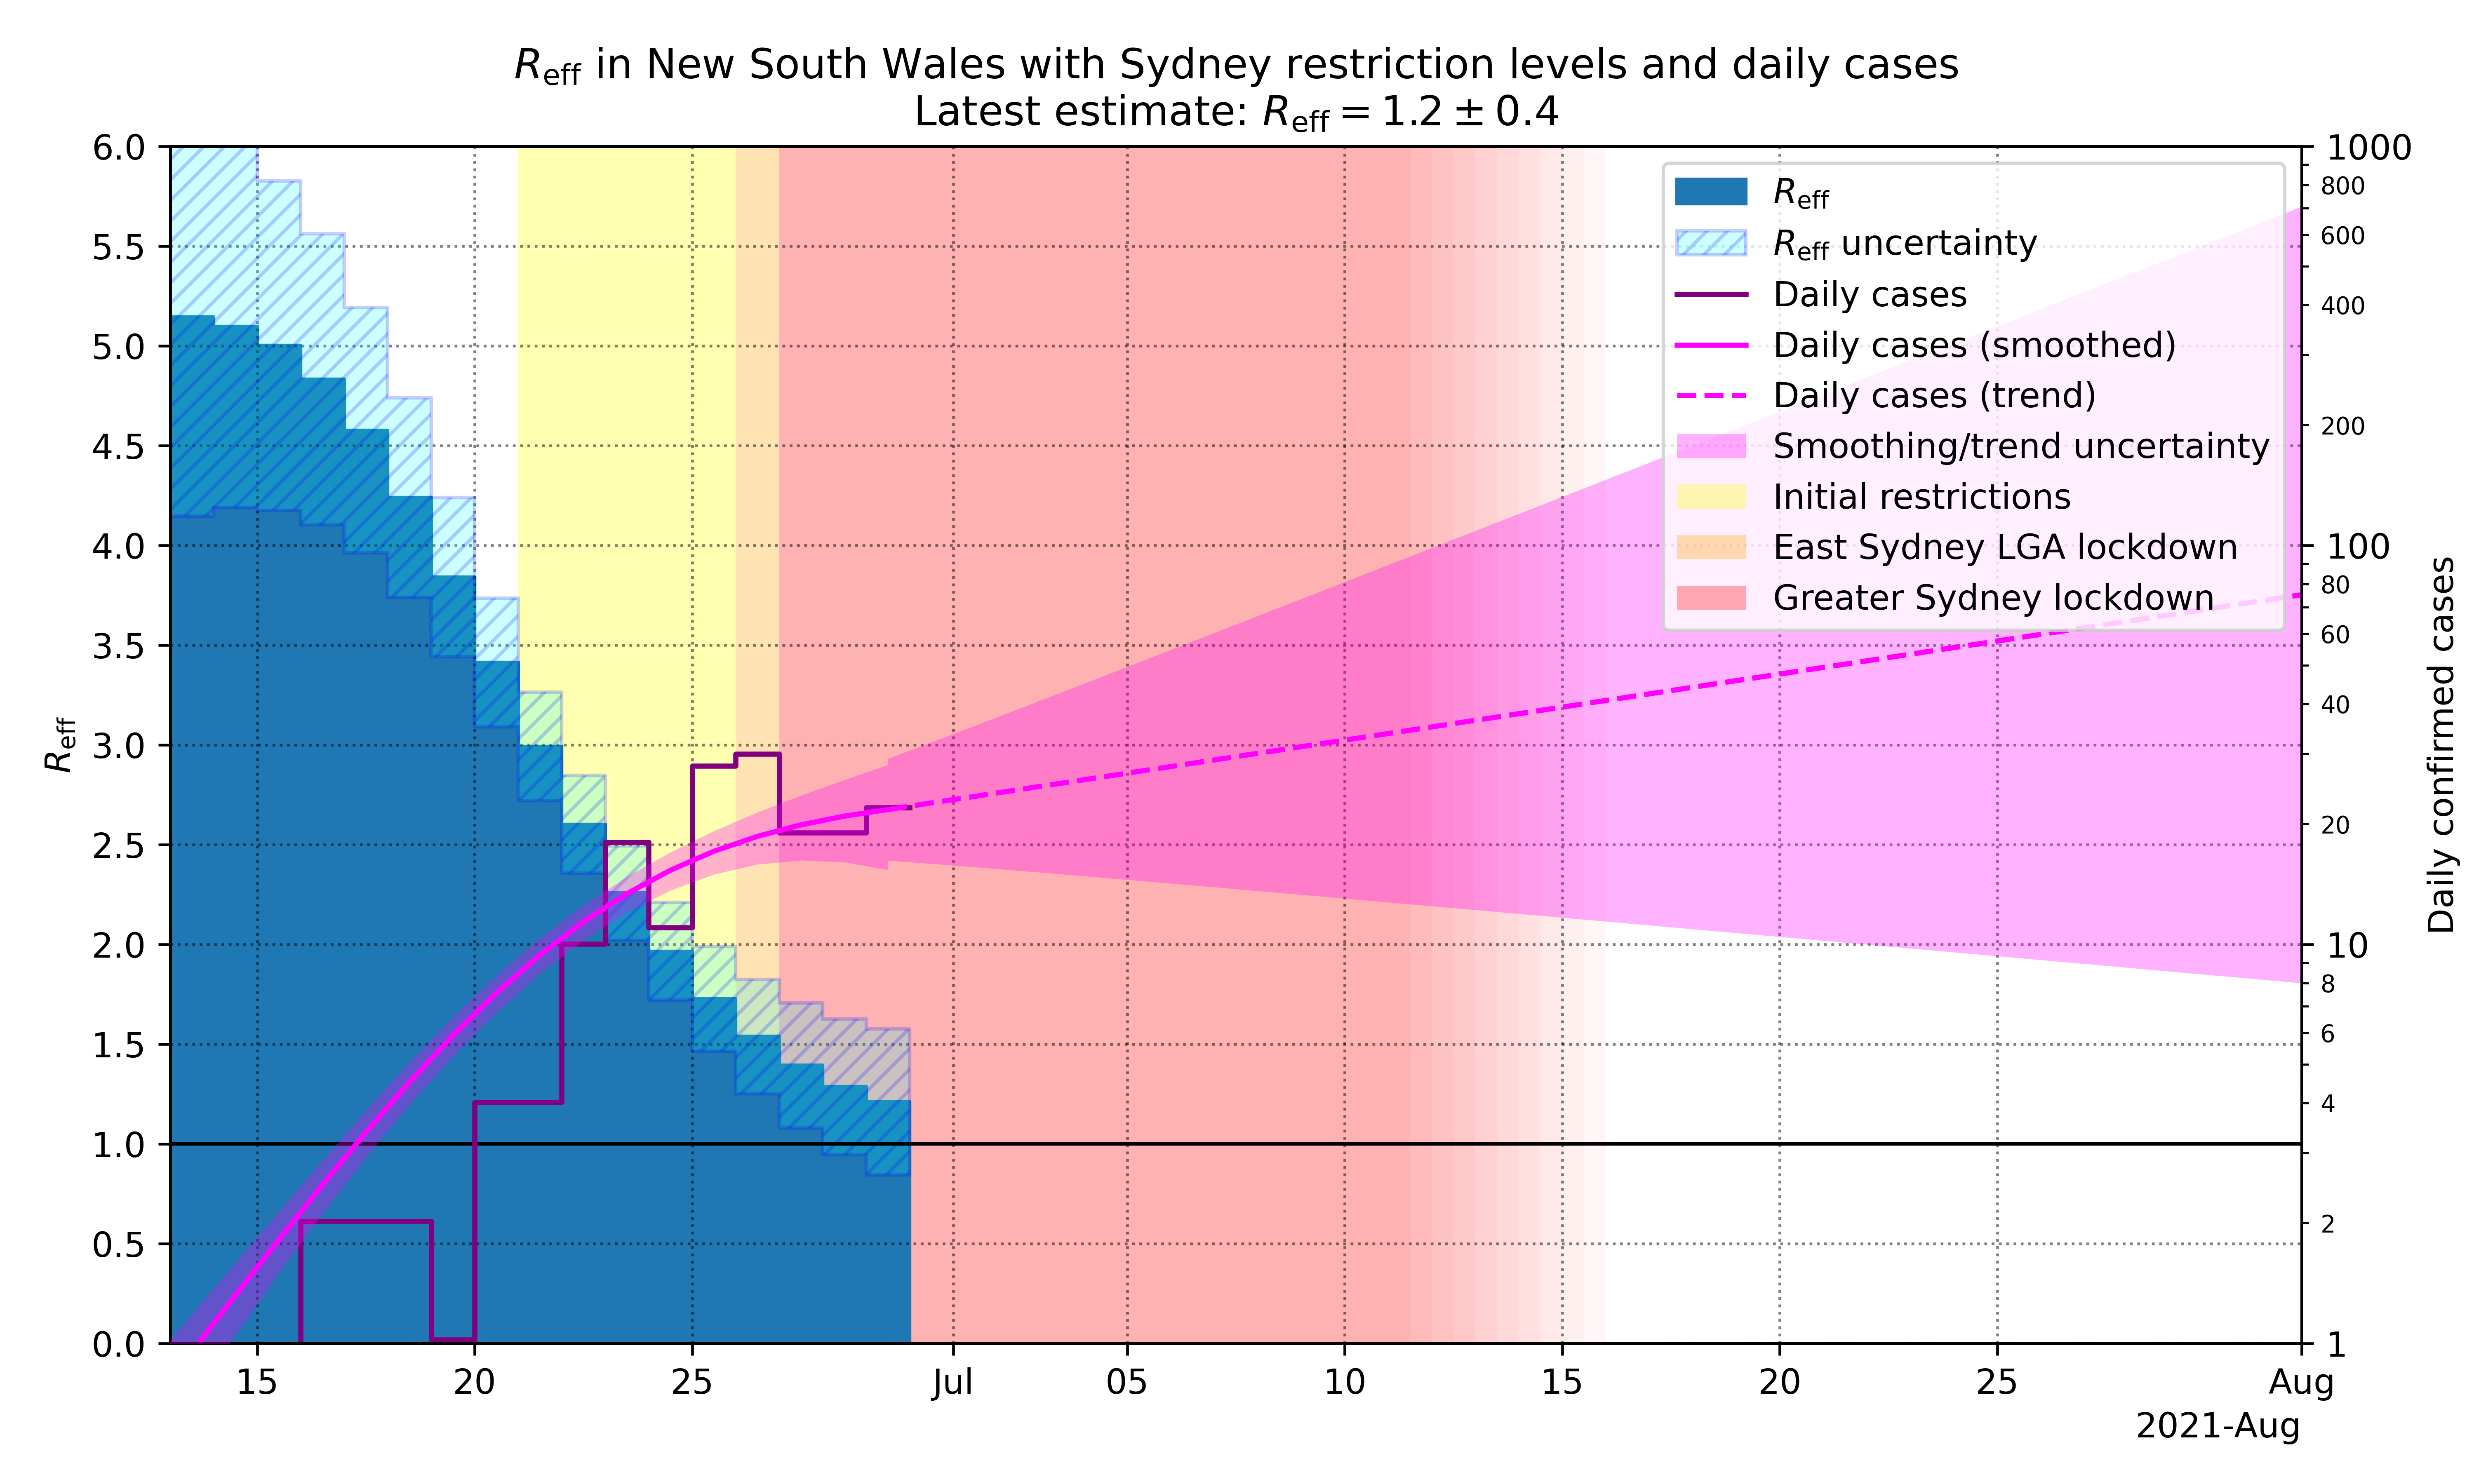 R_eff in New South Wales with Sydney restriction levels and daily cases
Latest estimate: R_eff = 1.2 ± 0.4
6.0
5.5
5.0
4.5
4.0
3.5
3.0
2.5
2.0
1.5
1.0
0.5
0.0
R_eff
R_eff
R_eff uncertainty
Daily cases
Daily cases (smoothed)
Daily cases (trend)
Smoothing/trend uncertainty
Initial restrictions
East Sydney LGA lockdown
Greater Sydney lockdown
1000
800
600
400
200
100
80
60
40
20
10
8
6
4
2
1
Daily confirmed cases
15 20 25 Jul 05 10 15 20 25 Aug
2021-Aug